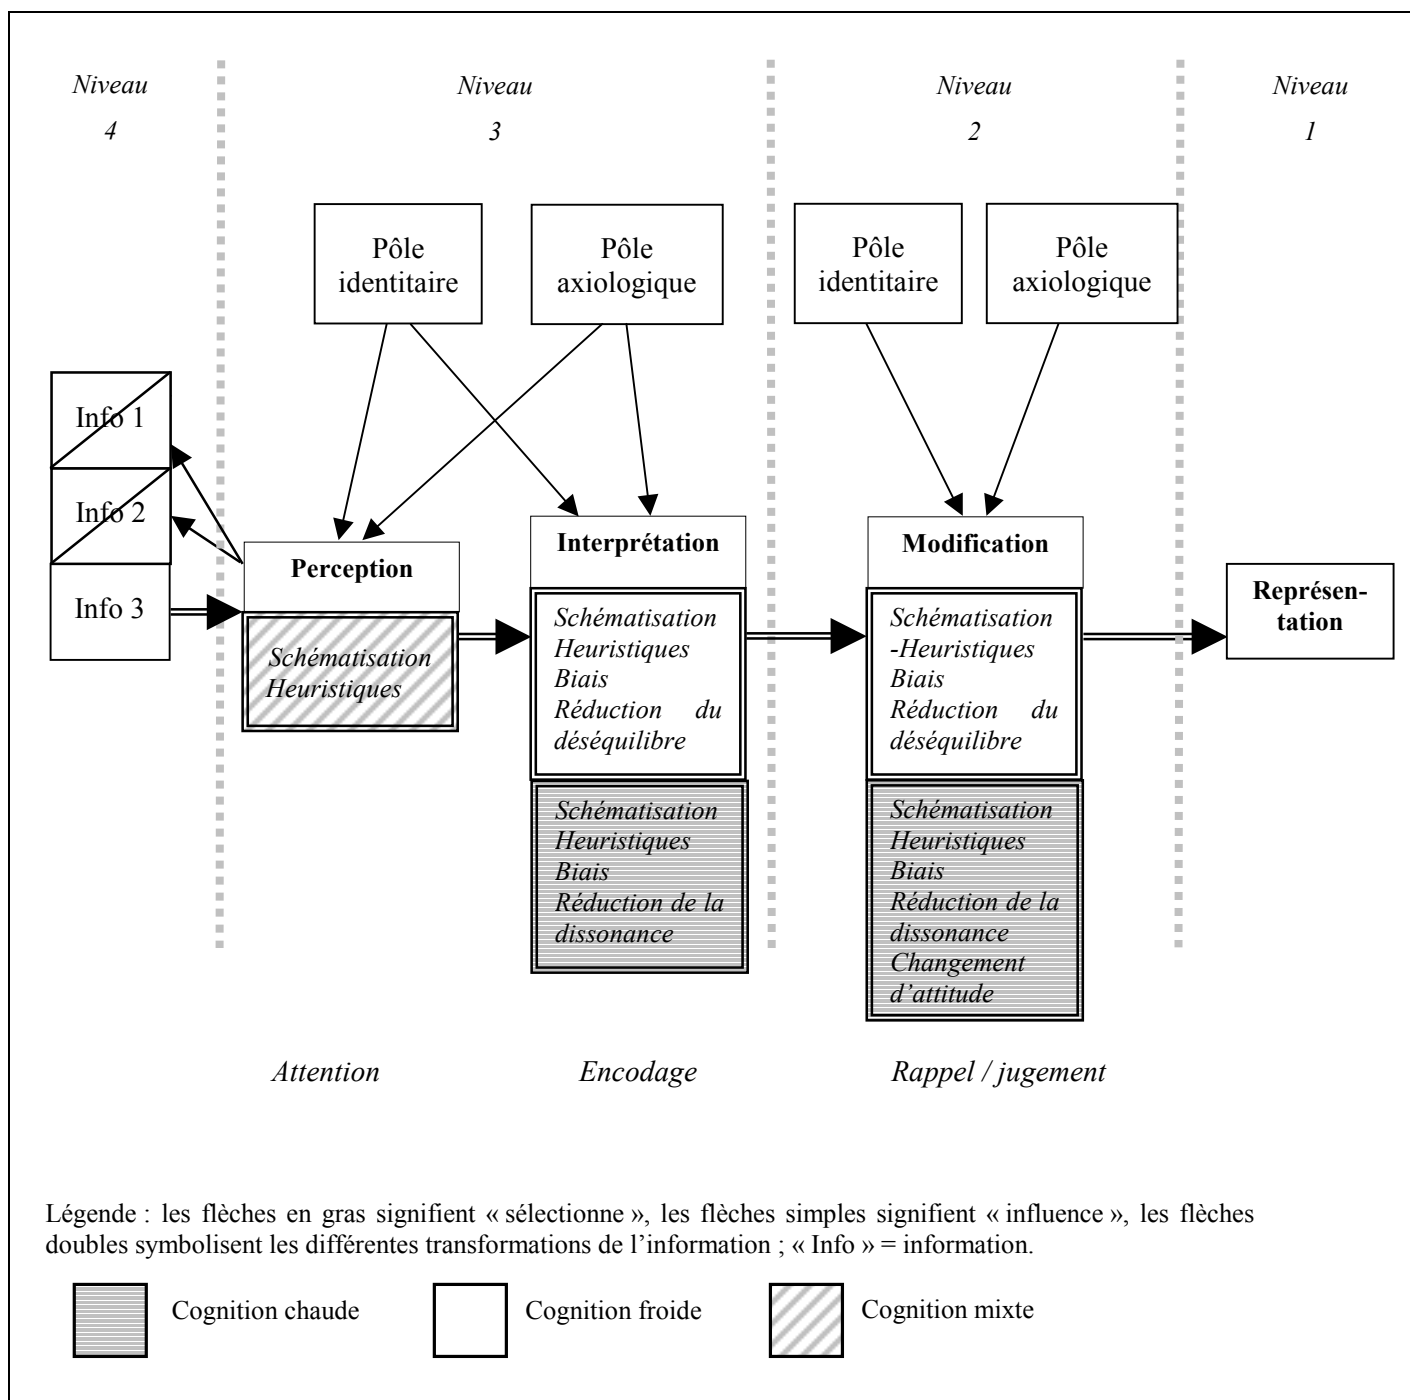 Niveau
4
Niveau
3
Niveau
2
Niveau
1
Pôle
identitaire
Pôle
axiologique
Pôle
identitaire
Pôle
axiologique
Info 1
Info 2
Info 3
Perception
Schématisation
Heuristiques
Interprétation
Schématisation
Heuristiques
Biais
Réduction du
déséquilibre
Schématisation
Heuristiques
Biais
Réduction de la
dissonance
Modification
Schématisation
-Heuristiques
Biais
Réduction du
déséquilibre
Schématisation
Heuristiques
Biais
Réduction de la
dissonance
Changement
d’attitude
Représen-
tation
Attention
Encodage
Rappel / jugement
Légende : les flèches en gras signifient « sélectionne », les flèches simples signifient « influence », les flèches
doubles symbolisent les différentes transformations de l’information ; « Info » = information.
Cognition chaude
Cognition froide
Cognition mixte